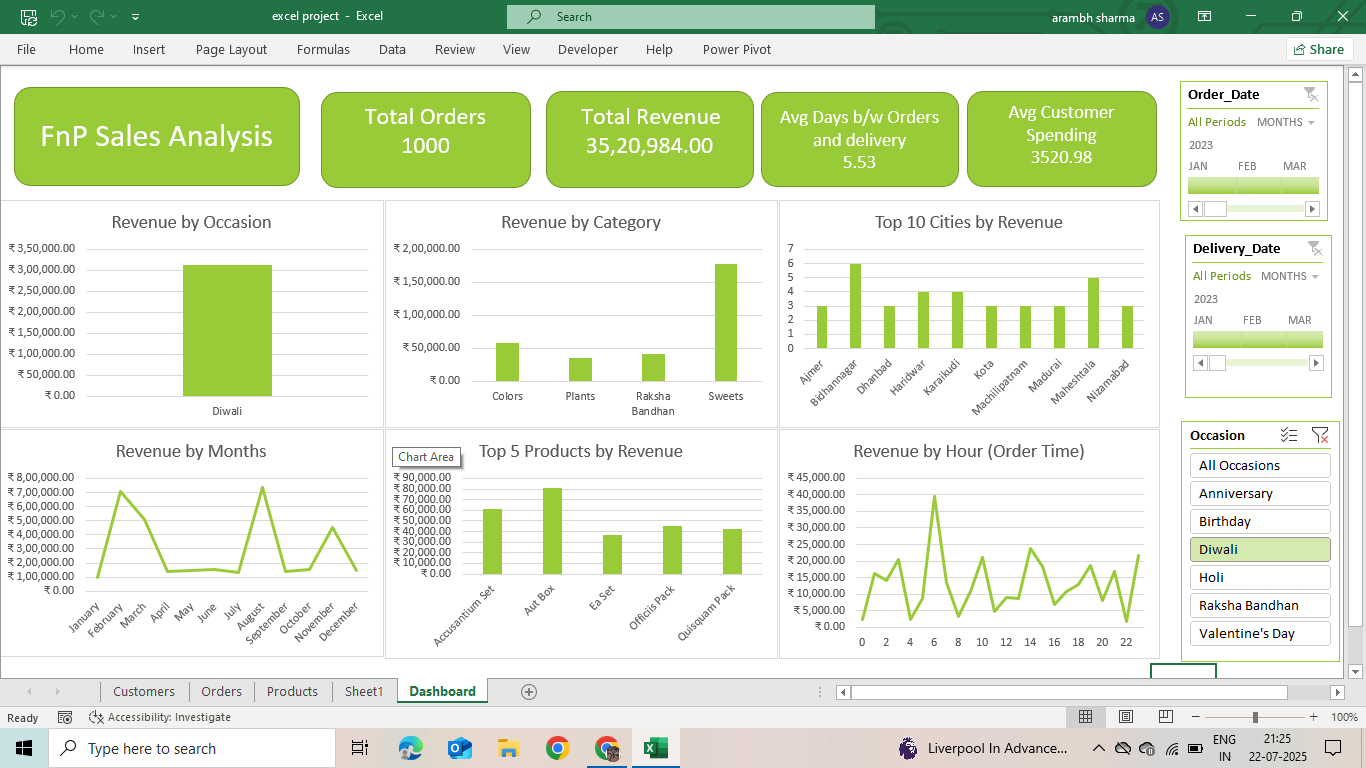 excel project - Excel
Search
arambh sharma AS
File Home Insert Page Layout Formulas Data Review View Developer Help Power Pivot Share
FnP Sales Analysis
Total Orders
1000
Total Revenue
35,20,984.00
Avg Days b/w Orders
and delivery
5.53
Avg Customer
Spending
3520.98
Order_Date
All Periods MONTHS
2023
JAN FEB MAR
Delivery_Date
All Periods MONTHS
2023
JAN FEB MAR
Revenue by Occasion
₹ 3,50,000.00
₹ 3,00,000.00
₹ 2,50,000.00
₹ 2,00,000.00
₹ 1,50,000.00
₹ 1,00,000.00
₹ 50,000.00
₹ 0.00
Diwali
Revenue by Category
₹ 2,00,000.00
₹ 1,50,000.00
₹ 1,00,000.00
₹ 50,000.00
₹ 0.00
Colors Plants Raksha Sweets
Bandhan
Top 10 Cities by Revenue
7
6
5
4
3
2
1
0
Ajmer Bidhannagar Dhanbad Haridwar Karaikudi Kota Machilipatnam Madurai Maheshtala Nizamabad
Occasion
All Occasions
Anniversary
Birthday
Diwali
Holi
Raksha Bandhan
Valentine's Day
Revenue by Months
₹ 8,00,000.00
₹ 7,00,000.00
₹ 6,00,000.00
₹ 5,00,000.00
₹ 4,00,000.00
₹ 3,00,000.00
₹ 2,00,000.00
₹ 1,00,000.00
₹ 0.00
January February March April May June July August September October November December
Chart Area
Top 5 Products by Revenue
₹ 90,000.00
₹ 80,000.00
₹ 70,000.00
₹ 60,000.00
₹ 50,000.00
₹ 40,000.00
₹ 30,000.00
₹ 20,000.00
₹ 10,000.00
₹ 0.00
Accusantium Set Aut Box Ea Set Officiis Pack Quisquam Pack
Revenue by Hour (Order Time)
₹ 45,000.00
₹ 40,000.00
₹ 35,000.00
₹ 30,000.00
₹ 25,000.00
₹ 20,000.00
₹ 15,000.00
₹ 10,000.00
₹ 5,000.00
₹ 0.00
0 2 4 6 8 10 12 14 16 18 20 22
Customers Orders Products Sheet1 Dashboard
Ready Accessibility: Investigate 100%
Type here to search
Liverpool In Advance...
ENG
IN
21:25
22-07-2025